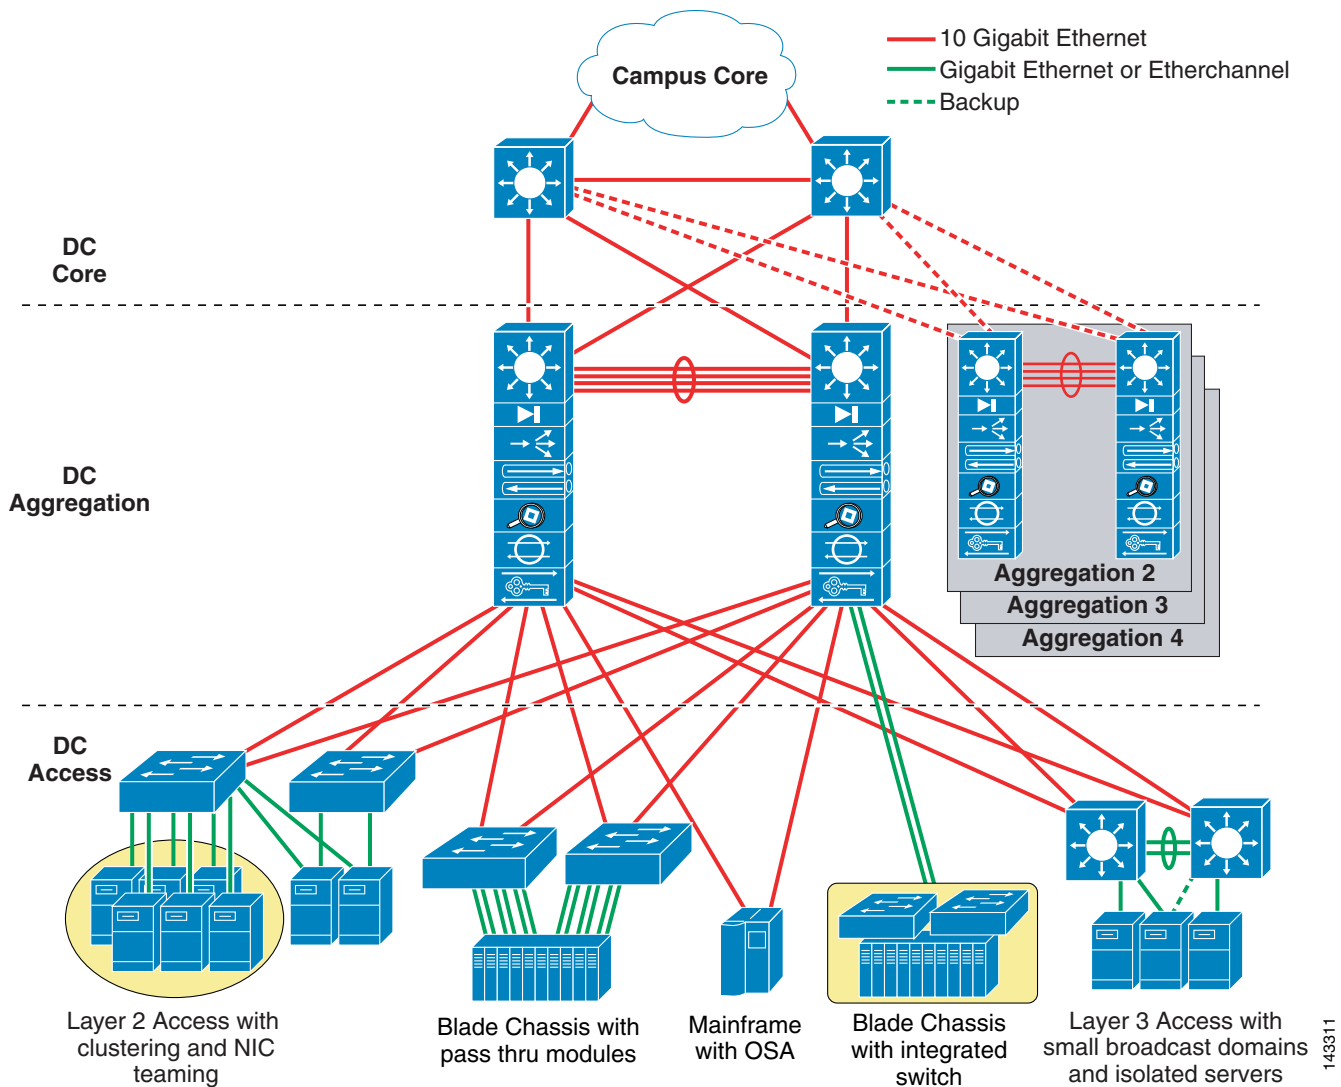 Campus Core
10 Gigabit Ethernet
Gigabit Ethernet or Etherchannel
Backup
DC
Core
DC
Aggregation
Aggregation 2
Aggregation 3
Aggregation 4
DC
Access
Layer 2 Access with
clustering and NIC
teaming
Blade Chassis with
pass thru modules
Mainframe
with OSA
Blade Chassis
with integrated
switch
Layer 3 Access with
small broadcast domains
and isolated servers
143311